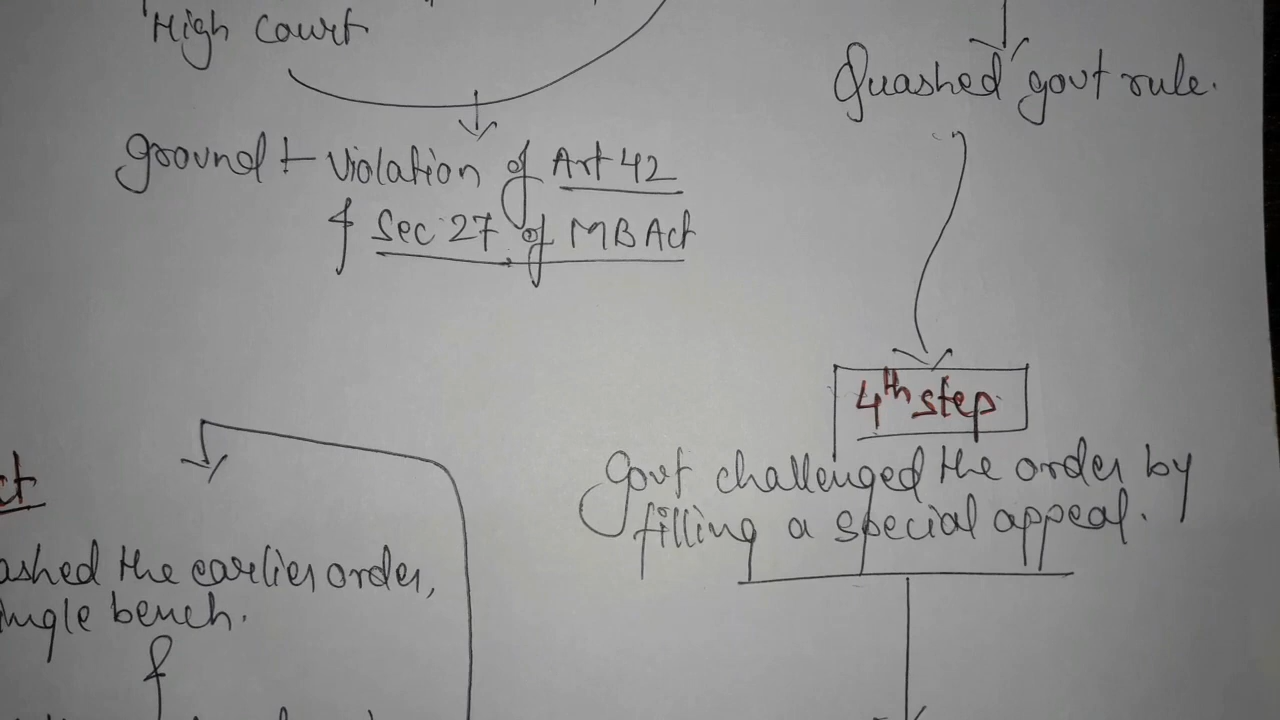 High Court
Quashed govt rule.
ground :- Violation of Art 42
& Sec 27 of MB Act
4th step
Govt challenged the order by
filling a special appeal.
ct
ashed the earlier order,
ingle bench.
&